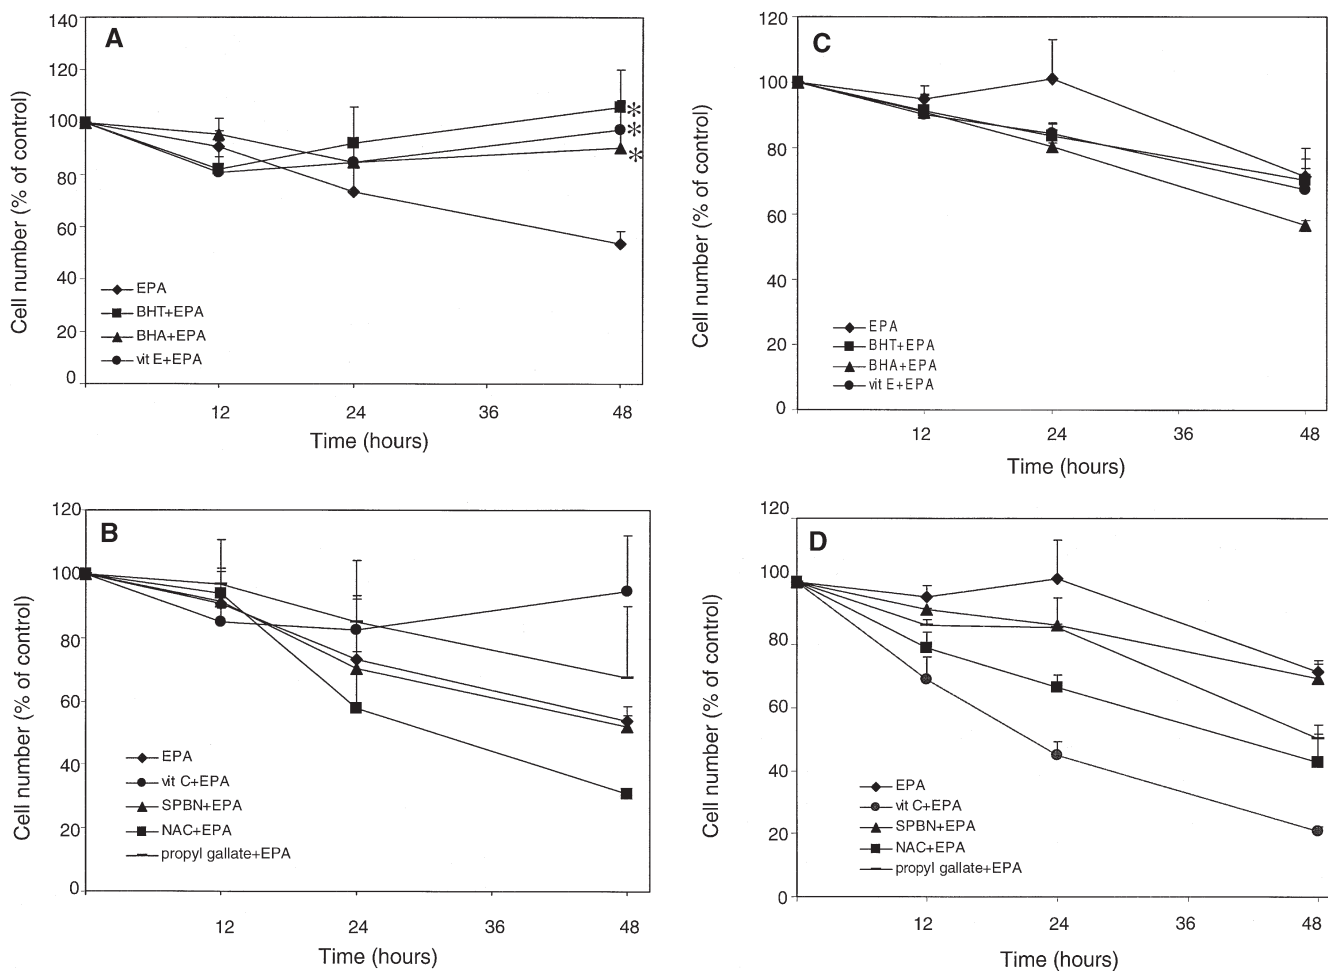 A
140
120
100
80
60
40
20
0
Cell number (% of control)
*
*
*
EPA
BHT+EPA
BHA+EPA
vit E+EPA
12 24 36 48
Time (hours)
C
120
100
80
60
40
20
0
Cell number (% of control)
EPA
BHT+EPA
BHA+EPA
vit E+EPA
12 24 36 48
Time (hours)
B
120
100
80
60
40
20
0
Cell number (% of control)
EPA
vit C+EPA
SPBN+EPA
NAC+EPA
propyl gallate+EPA
12 24 36 48
Time (hours)
D
120
100
80
60
40
20
0
Cell number (% of control)
EPA
vit C+EPA
SPBN+EPA
NAC+EPA
propyl gallate+EPA
12 24 36 48
Time (hours)